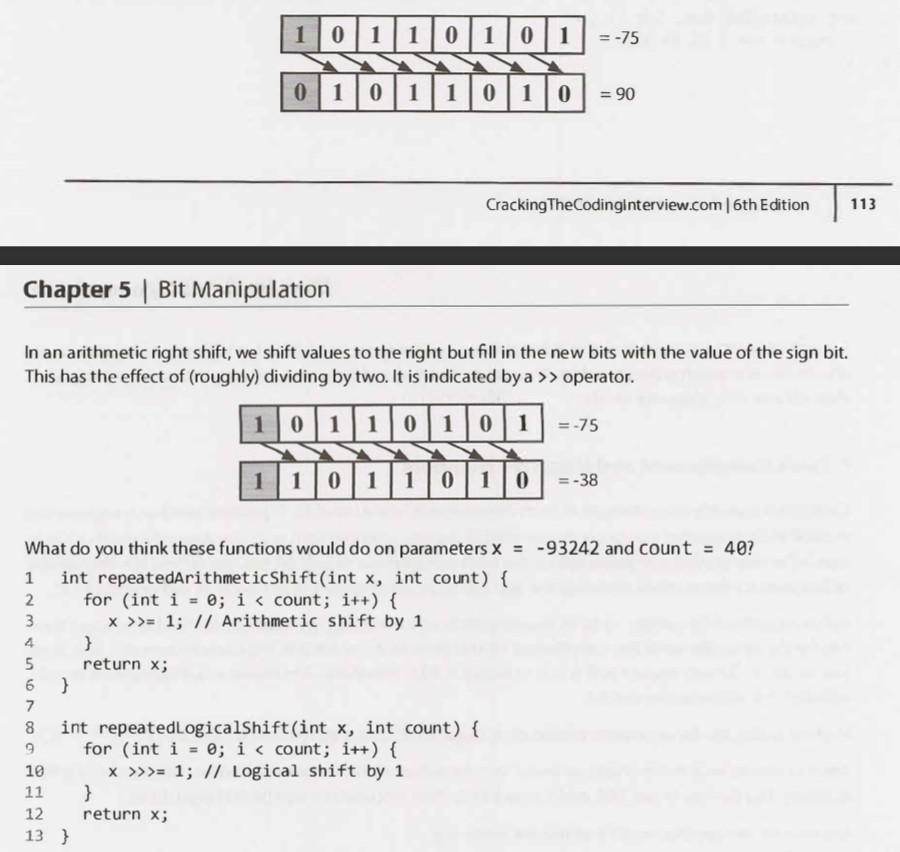 1 0 1 1 0 1 0 1 = -75
0 1 0 1 1 0 1 0 = 90
CrackingTheCodingInterview.com | 6th Edition 113
Chapter 5 | Bit Manipulation
In an arithmetic right shift, we shift values to the right but fill in the new bits with the value of the sign bit.
This has the effect of (roughly) dividing by two. It is indicated by a >> operator.
1 0 1 1 0 1 0 1 = -75
1 1 0 1 1 0 1 0 = -38
What do you think these functions would do on parameters x = -93242 and count = 40?
1 int repeatedArithmeticShift(int x, int count) {
2 for (int i = 0; i < count; i++) {
3 x >>= 1; // Arithmetic shift by 1
4 }
5 return x;
6 }
7
8 int repeatedLogicalShift(int x, int count) {
9 for (int i = 0; i < count; i++) {
10 x >>>= 1; // Logical shift by 1
11 }
12 return x;
13 }